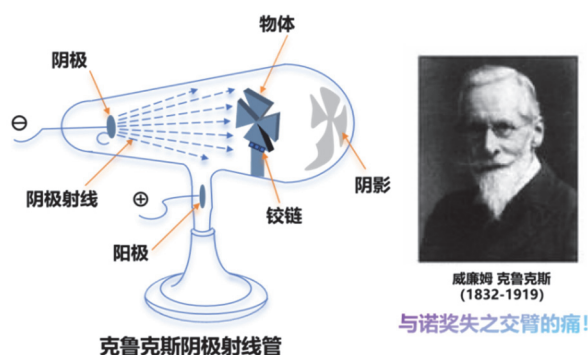 物体
阴极
⊖
阴极射线
⊕
阳极
铰链
阴影
克鲁克斯阴极射线管
威廉姆 克鲁克斯
(1832-1919)
与诺奖失之交臂的痛!